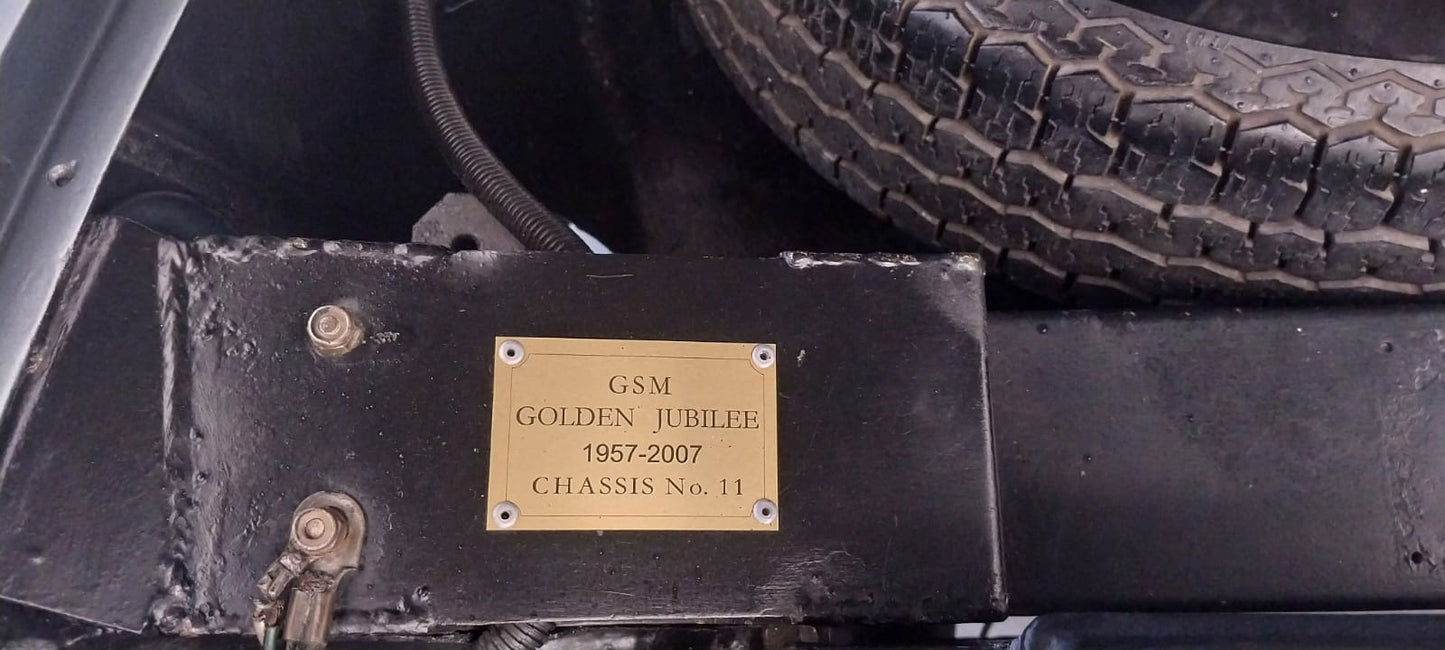 GSM
GOLDEN JUBILEE
1957-2007
CHASSIS No. 11